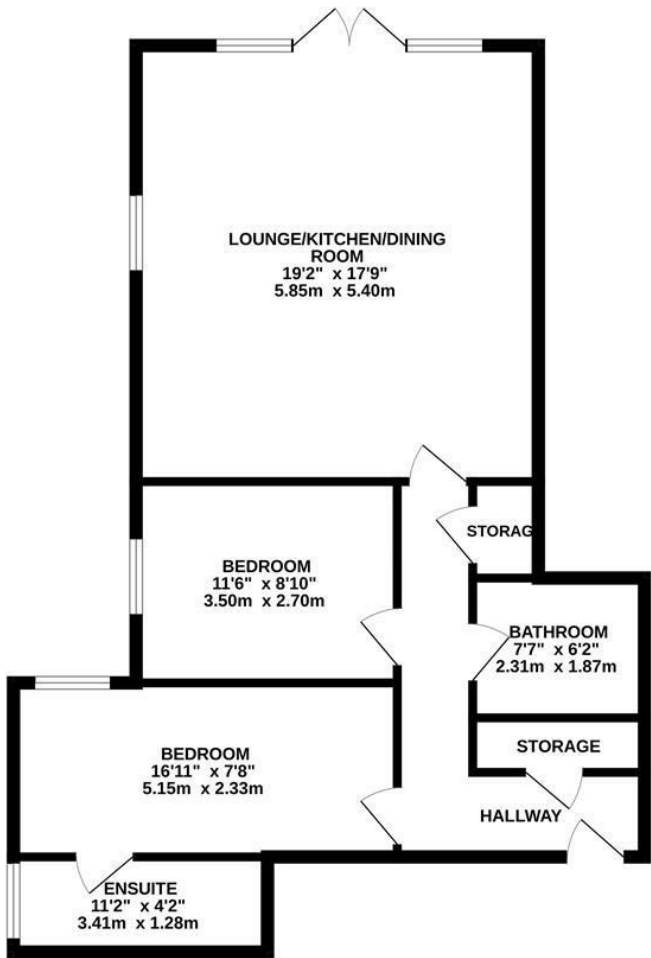 LOUNGE/KITCHEN/DINING
ROOM
19'2" x 17'9"
5.85m x 5.40m
STORAG
BEDROOM
11'6" x 8'10"
3.50m x 2.70m
BATHROOM
7'7" x 6'2"
2.31m x 1.87m
BEDROOM
16'11" x 7'8"
5.15m x 2.33m
STORAGE
HALLWAY
ENSUITE
11'2" x 4'2"
3.41m x 1.28m